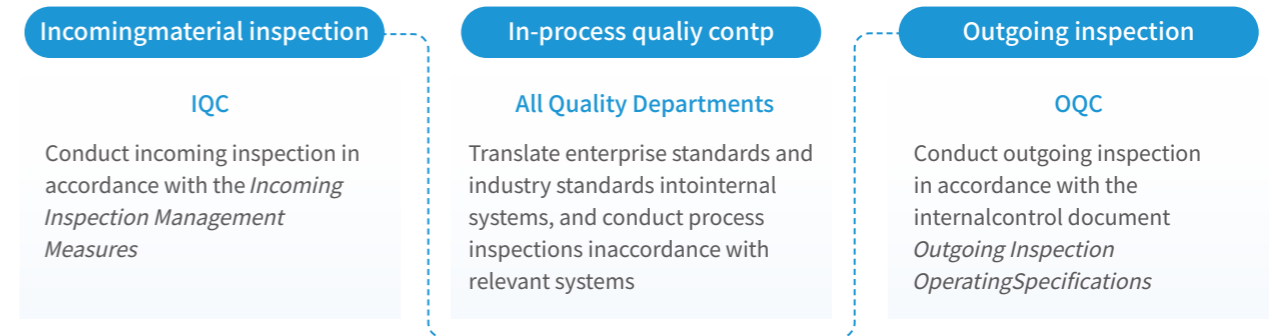 Incomingmaterial inspection
IQC
Conduct incoming inspection in
accordance with the Incoming
Inspection Management
Measures
In-process qualiy contp
All Quality Departments
Translate enterprise standards and
industry standards intointernal
systems, and conduct process
inspections inaccordance with
relevant systems
Outgoing inspection
OQC
Conduct outgoing inspection
in accordance with the
internalcontrol document
Outgoing Inspection
OperatingSpecifications